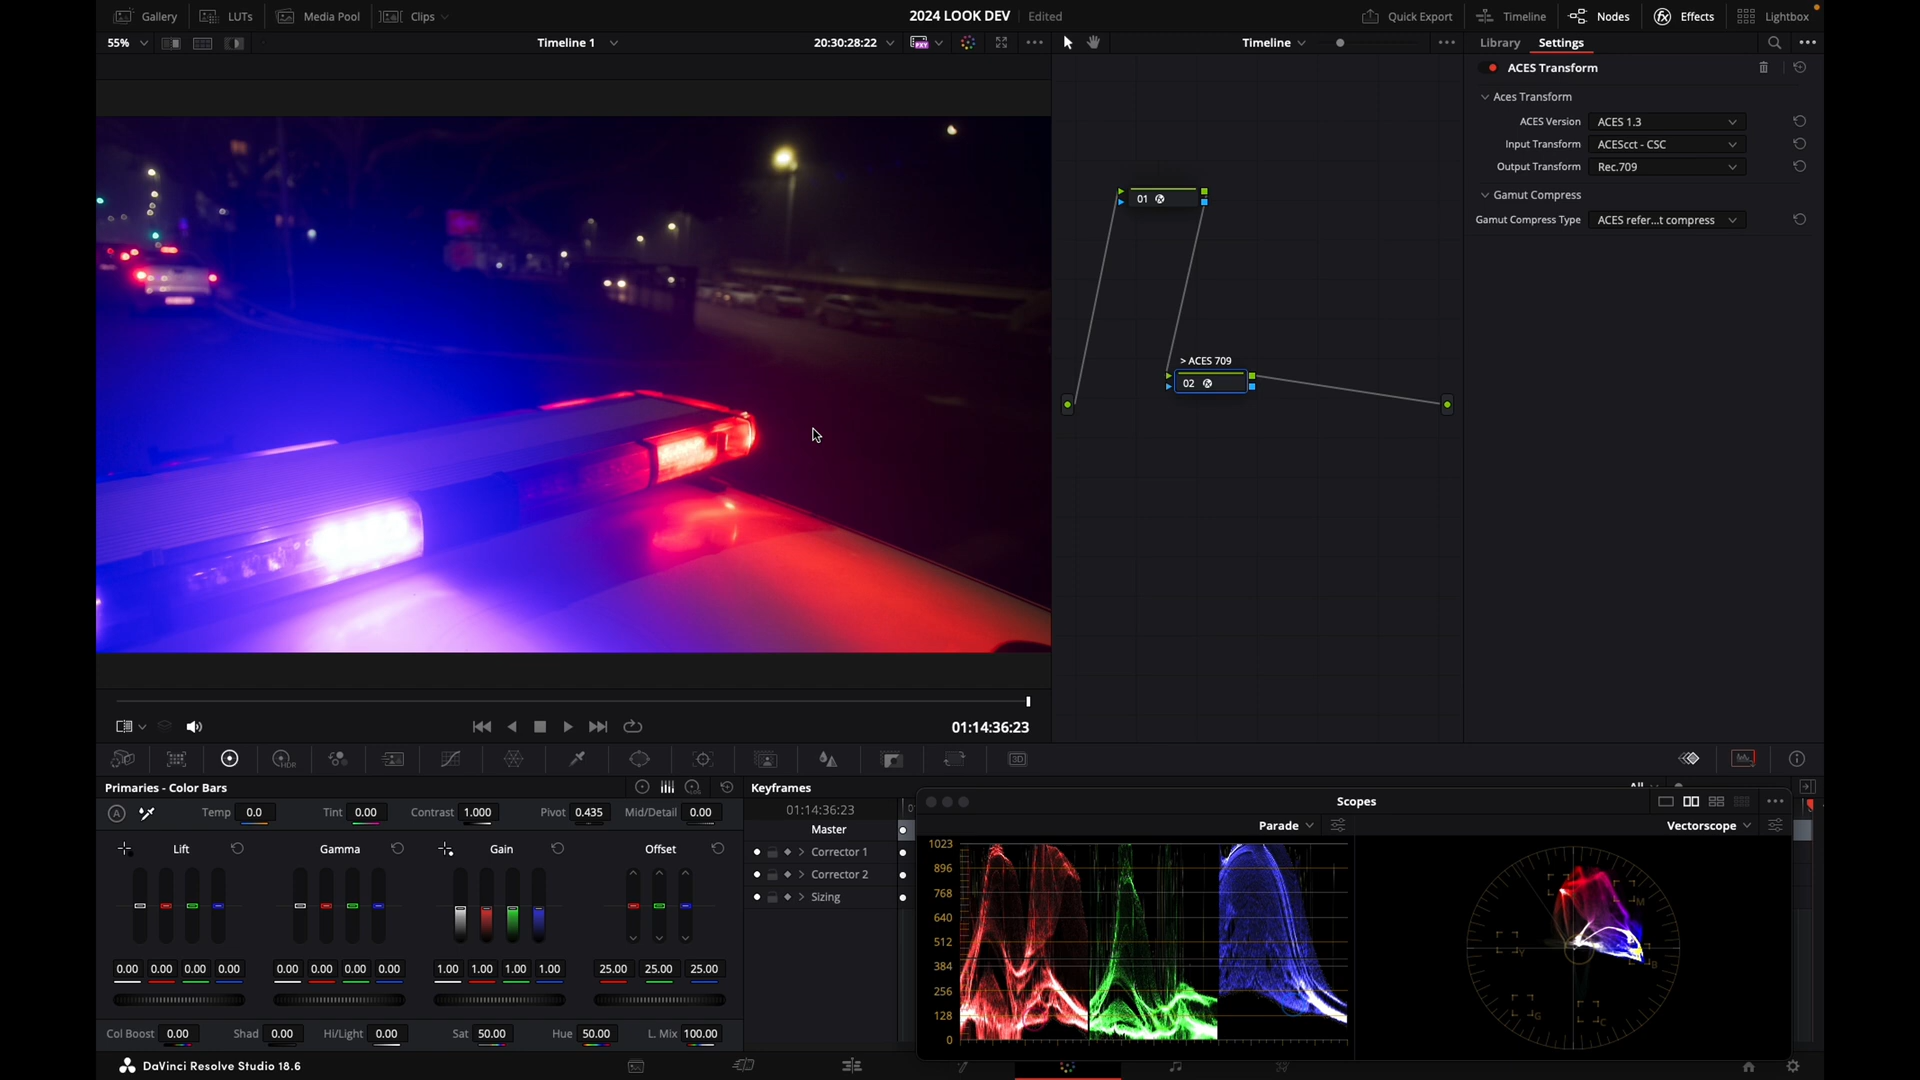 Gallery LUTs Media Pool Clips 2024 LOOK DEV Edited Quick Export Timeline Nodes Effects Lightbox
55% Timeline 1 20:30:28:22 PXY Timeline Library Settings
ACES Transform
Aces Transform
ACES Version ACES 1.3
Input Transform ACEScct - CSC
Output Transform Rec.709
Gamut Compress
Gamut Compress Type ACES refer...t compress
01
> ACES 709
02
01:14:36:23
HDR 3D
Primaries - Color Bars Keyframes All
A Temp 0.0 Tint 0.00 Contrast 1.000 Pivot 0.435 Mid/Detail 0.00
01:14:36:23
Master
Lift Gamma Gain Offset
Corrector 1
Corrector 2
Sizing
0.00 0.00 0.00 0.00 0.00 0.00 0.00 0.00 1.00 1.00 1.00 1.00 25.00 25.00 25.00
Col Boost 0.00 Shad 0.00 Hi/Light 0.00 Sat 50.00 Hue 50.00 L. Mix 100.00
Scopes
Parade Vectorscope
1023
896
768
640
512
384
256
128
0
M
B
C
G
Y
DaVinci Resolve Studio 18.6